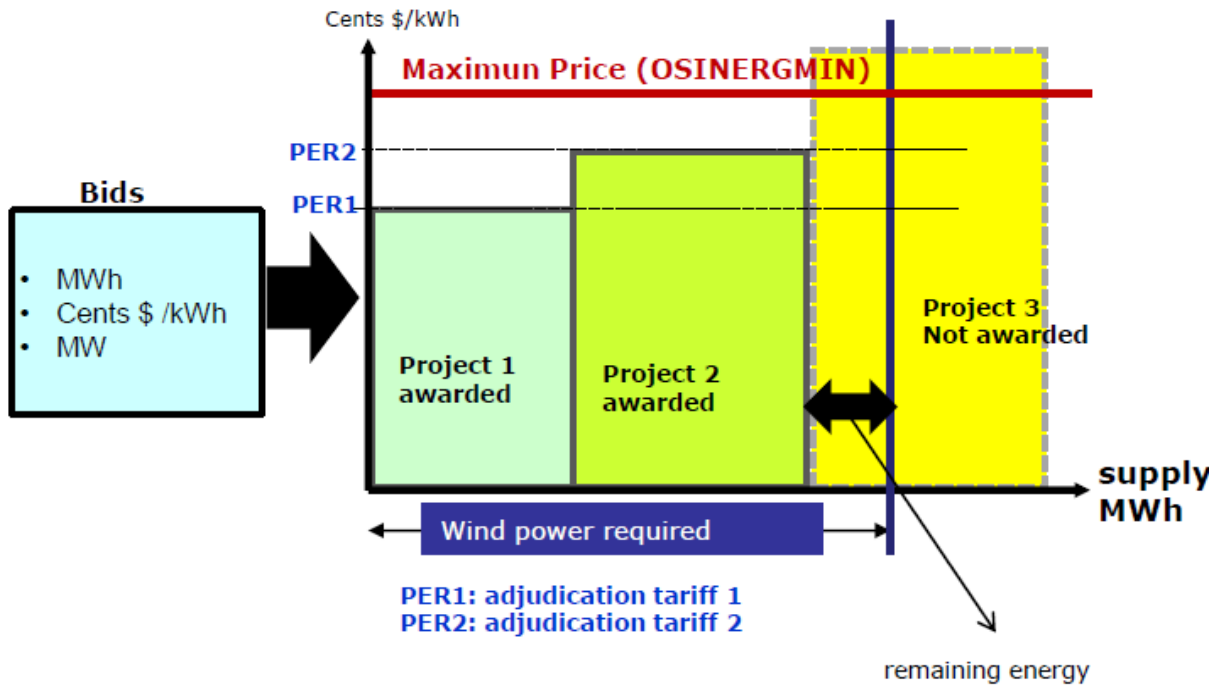 Cents $/kWh
Maximun Price (OSINERGMIN)
PER2
PER1
Bids
• MWh
• Cents $ /kWh
• MW
Project 1
awarded
Project 2
awarded
Project 3
Not awarded
supply
MWh
Wind power required
PER1: adjudication tariff 1
PER2: adjudication tariff 2
remaining energy